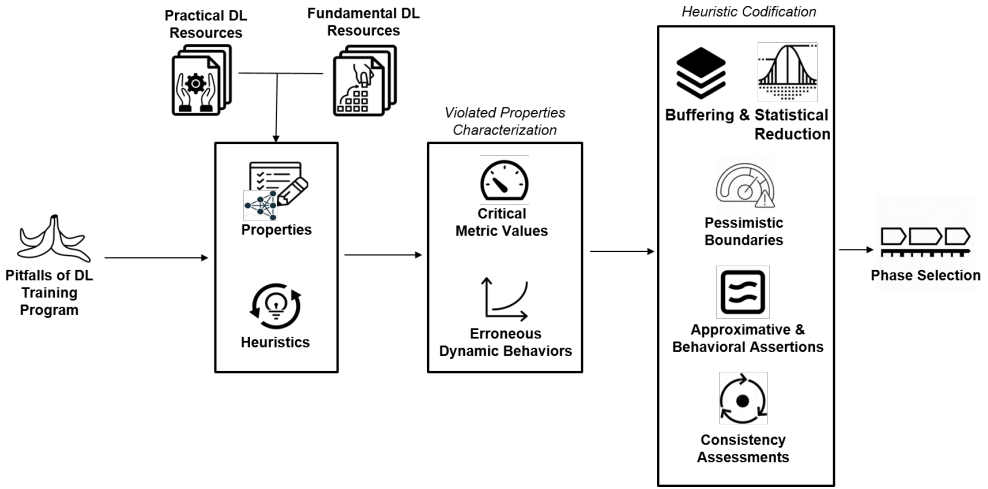 Practical DL
Resources
Fundamental DL
Resources
Pitfalls of DL
Training
Program
Properties
Heuristics
Violated Properties
Characterization
Critical
Metric Values
Erroneous
Dynamic Behaviors
Heuristic Codification
Buffering & Statistical
Reduction
Pessimistic
Boundaries
Approximative &
Behavioral Assertions
Consistency
Assessments
Phase Selection